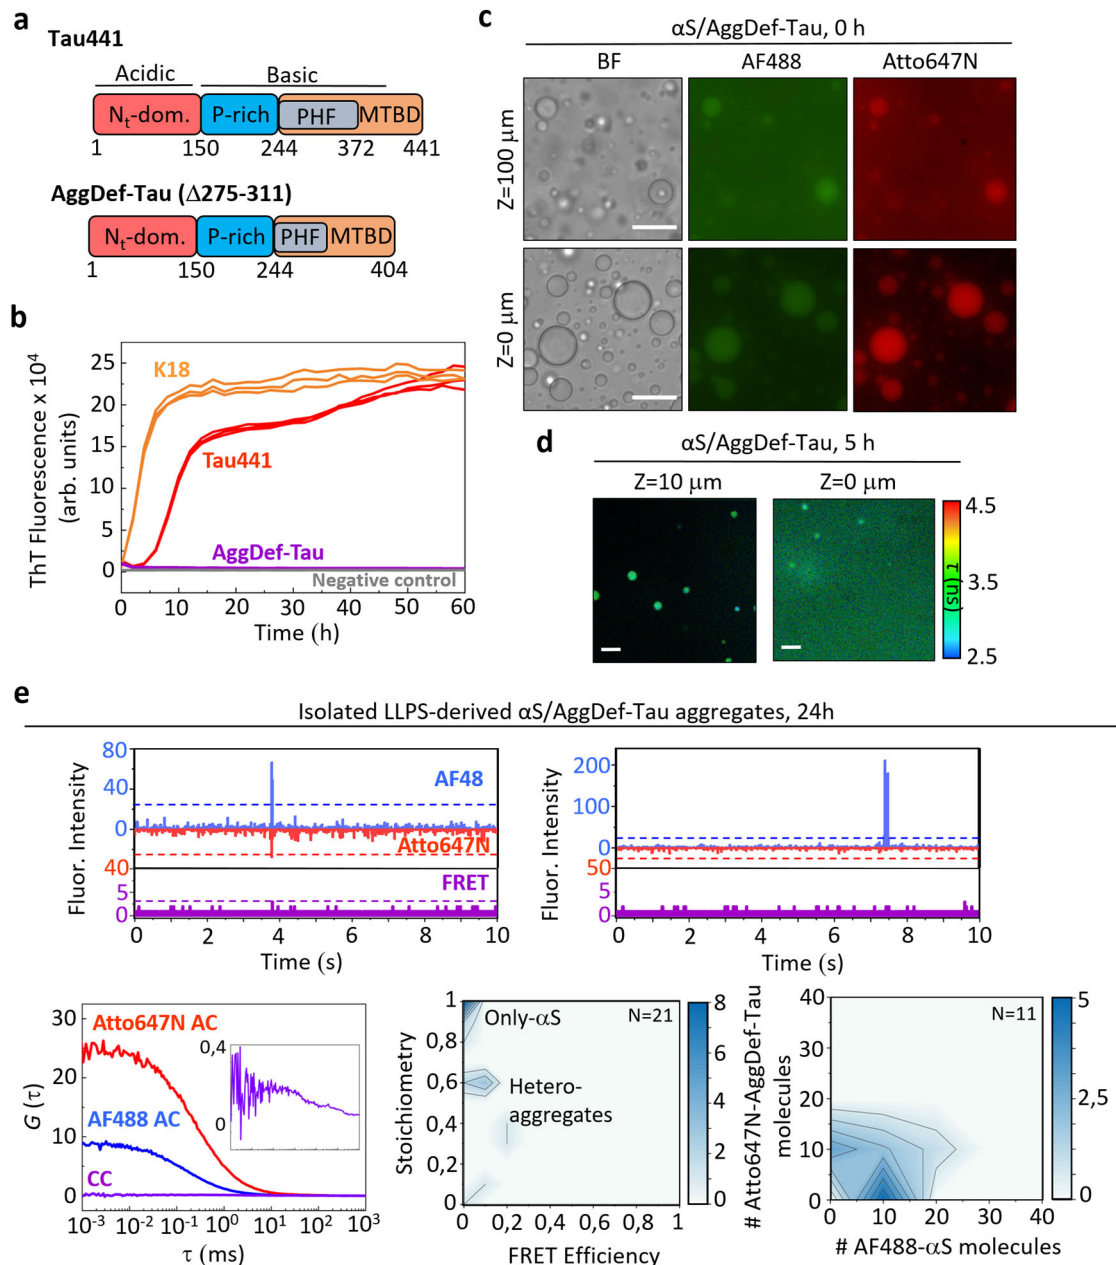 a
Tau441
Acidic Basic
Nt-dom. P-rich PHF MTBD
1 150 244 372 441
AggDef-Tau (Δ275-311)
Nt-dom. P-rich PHF MTBD
1 150 244 404
b
K18
Tau441
AggDef-Tau
Negative control
ThT Fluorescence x 10⁴
(arb. units)
25
20
15
10
5
0
0 10 20 30 40 50 60
Time (h)
c
αS/AggDef-Tau, 0 h
BF AF488 Atto647N
Z=100 μm
Z=0 μm
d
αS/AggDef-Tau, 5 h
Z=10 μm Z=0 μm
4.5
3.5
2.5
τ (ns)
e
Isolated LLPS-derived αS/AggDef-Tau aggregates, 24h
Fluor. Intensity
80
40
0
40
5
0
AF48
Atto647N
FRET
0 2 4 6 8 10
Time (s)
Fluor. Intensity
200
100
0
50
5
0
0 2 4 6 8 10
Time (s)
G (τ)
30
20
10
0
Atto647N AC
AF488 AC
CC
0,4
0
10⁻³ 10⁻² 10⁻¹ 10⁰ 10¹ 10² 10³
τ (ms)
Stoichiometry
1
0,8
0,6
0,4
0,2
0
Only-αS
N=21
Hetero-
aggregates
0 0,2 0,4 0,6 0,8 1
FRET Efficiency
8
6
4
2
0
# Atto647N-AggDef-Tau
molecules
40
30
20
10
0
N=11
0 10 20 30 40
# AF488-αS molecules
5
2,5
0